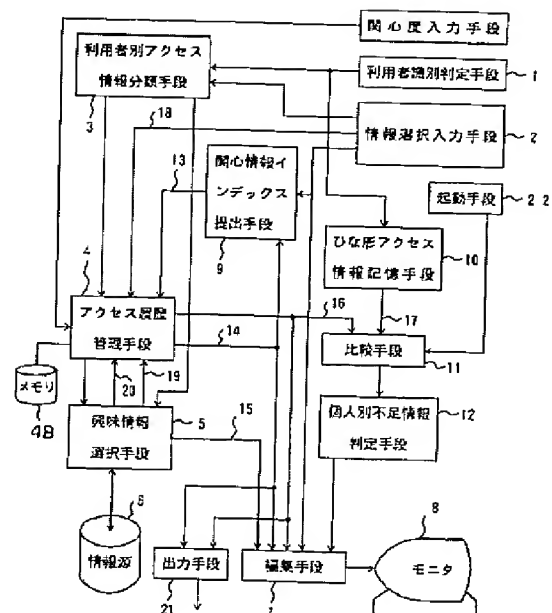 関心度入力手段
利用者別アクセス
情報分類手段
3
利用者識別判定手段
1
18
情報選択入力手段
2
13
関心情報イ
ンデックス
提出手段
9
起動手段
22
ひな形アクセス
情報記憶手段
10
4
アクセス履歴
管理手段
16
17
14
比較手段
11
メモリ
4B
20
19
興味情報
選択手段
5
15
個人別不足情報
判定手段
12
6
情報源
8
出力手段
21
編集手段
7
モニタ